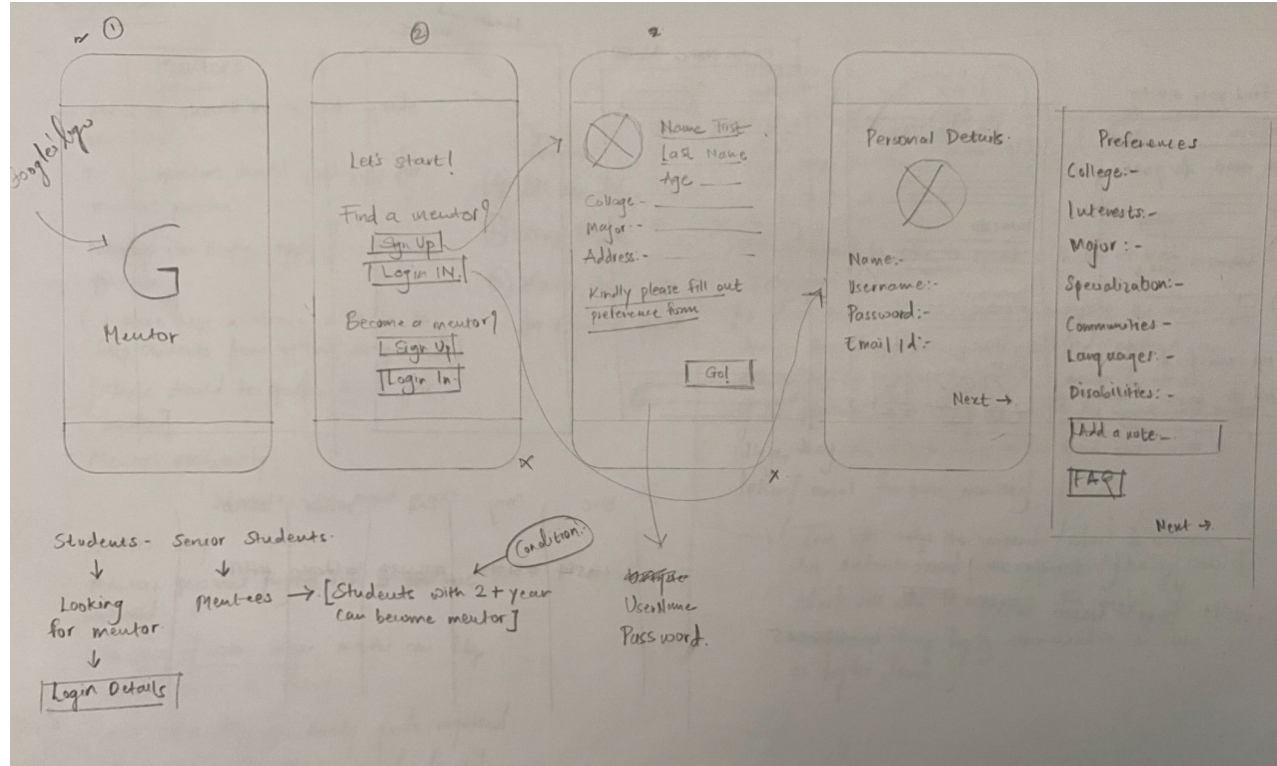 ①
Google's logo
G
Mentor
②
Let's start!
Find a mentor?
Sign Up
Login IN.
Become a mentor?
Sign Up
Login In.
2
Name First
Last Name
Age
College -
Major:-
Address:-
Kindly please fill out
preference form
Go!
UserName
Password.
Personal Details.
Name:-
Username:-
Password:-
Email id:-
Next →
Preferences
College:-
Interests:-
Major:-
Specialization:-
Communities -
Languages: -
Disabilities: -
Add a note -
FAQ
Next →
Students - Senior Students.
Looking
for mentor
Login Details
Mentees → [Students with 2+ year
can become mentor]
Condition: